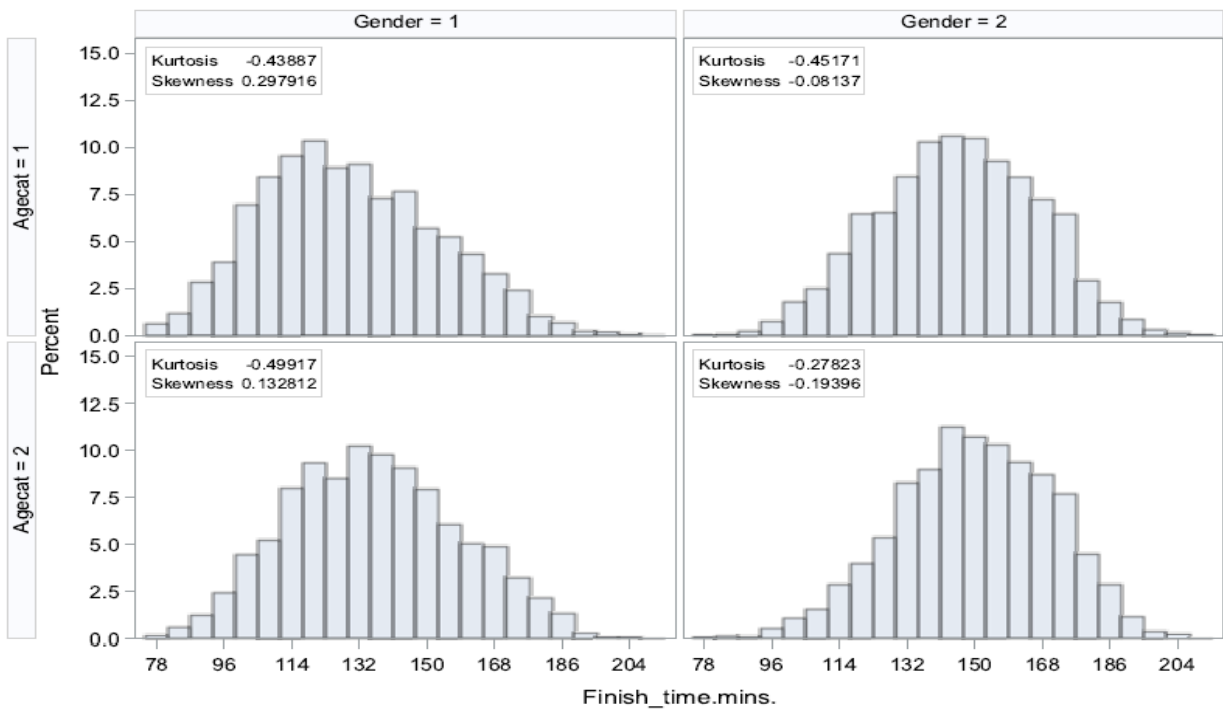 Gender = 1
Gender = 2
Agecat = 1
Percent
15.0
12.5
10.0
7.5
5.0
2.5
0.0
Kurtosis -0.43887
Skewness 0.297916
Kurtosis -0.45171
Skewness -0.08137
Agecat = 2
15.0
12.5
10.0
7.5
5.0
2.5
0.0
Kurtosis -0.49917
Skewness 0.132812
Kurtosis -0.27823
Skewness -0.19396
78 96 114 132 150 168 186 204
78 96 114 132 150 168 186 204
Finish_time.mins.